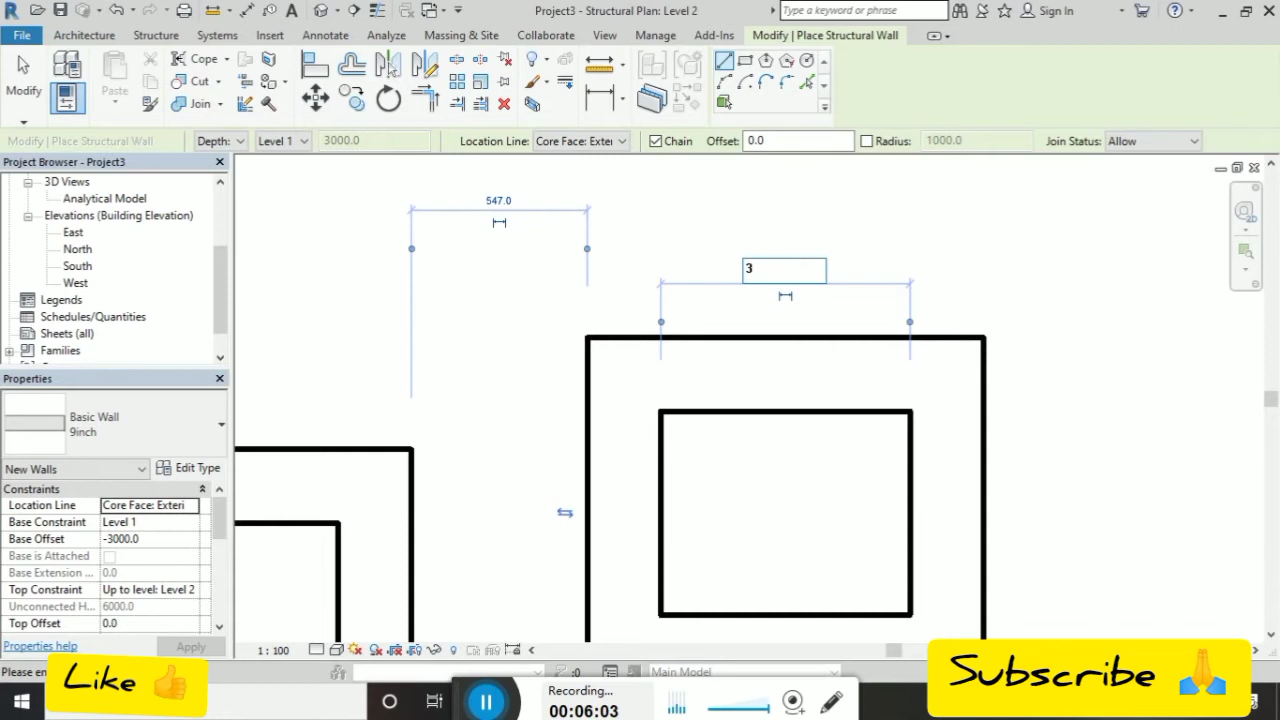 Project3 - Structural Plan: Level 2
Type a keyword or phrase
Sign In
File Architecture Structure Systems Insert Annotate Analyze Massing & Site Collaborate View Manage Add-Ins Modify | Place Structural Wall
Modify
Paste
Cope
Cut
Join
Modify | Place Structural Wall Depth: Level 1 3000.0 Location Line: Core Face: Exter Chain Offset: 0.0 Radius: 1000.0 Join Status: Allow
Project Browser - Project3
3D Views
Analytical Model
Elevations (Building Elevation)
East
North
South
West
Legends
Schedules/Quantities
Sheets (all)
Families
Properties
Basic Wall
9inch
New Walls Edit Type
Constraints
Location Line Core Face: Exteri
Base Constraint Level 1
Base Offset -3000.0
Base is Attached
Base Extension ... 0.0
Top Constraint Up to level: Level 2
Unconnected H... 6000.0
Top Offset 0.0
Properties help Apply
547.0
3
2D
1 : 100
Please en
:0
Main Model
Like
Recording...
00:06:03
Subscribe